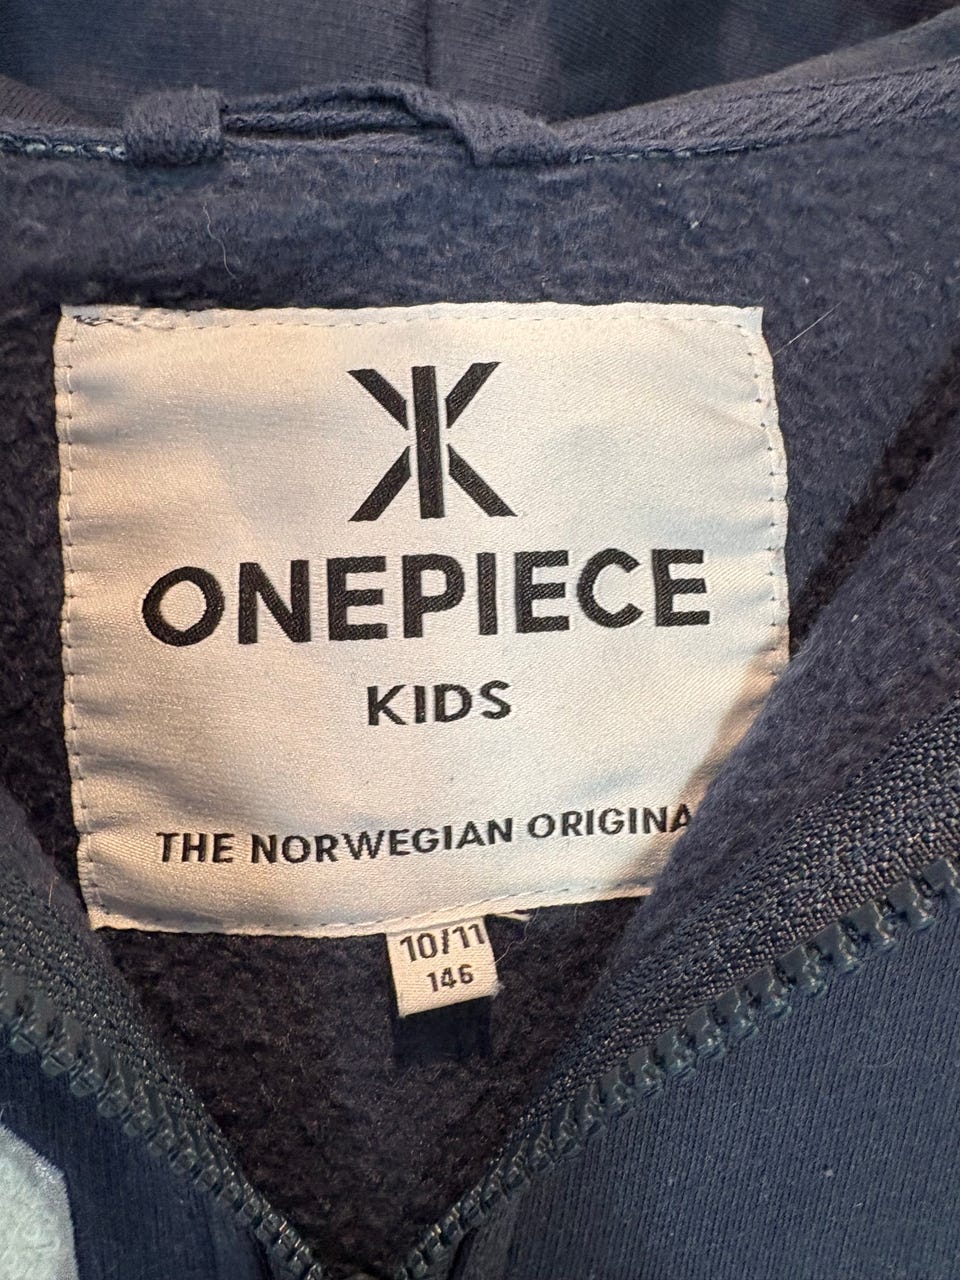 ONEPIECE
KIDS
THE NORWEGIAN ORIGINA
10/11
146